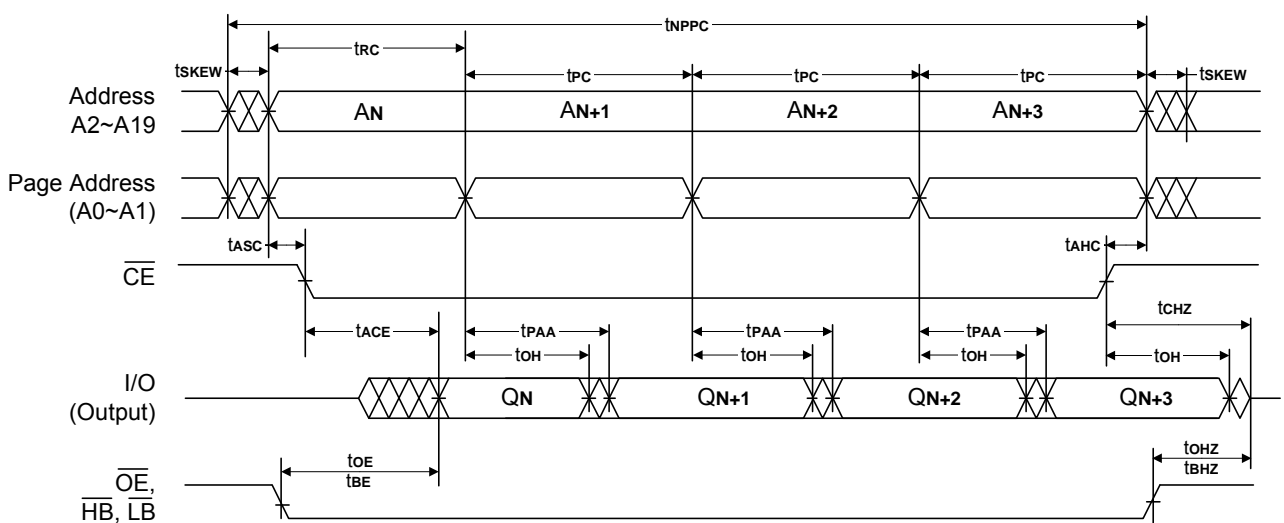 tNPPC
tRC
tSKEW tPC tPC tPC tSKEW
Address
A2~A19
AN AN+1 AN+2 AN+3
Page Address
(A0~A1)
tASC tAHC
CE
tCHZ
tACE tPAA tPAA tPAA
tOH tOH tOH tOH
I/O
(Output)
QN QN+1 QN+2 QN+3
tOE
tBE
tOHZ
tBHZ
OE,
HB, LB